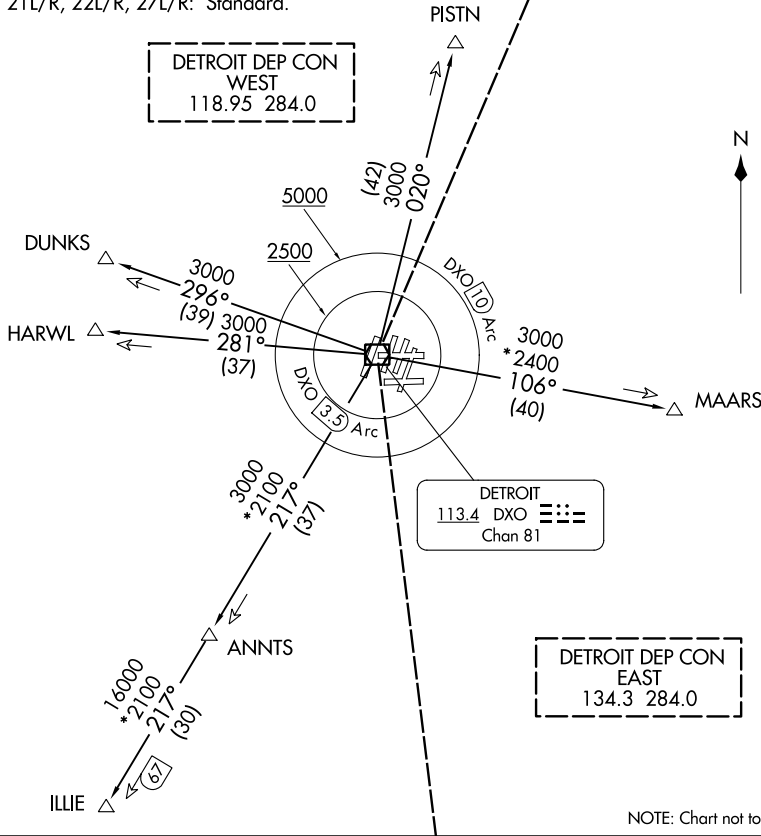 21L/R, 22L/R, 27L/R: Standard.
PISTN
DETROIT DEP CON
WEST
118.95 284.0
N
(42)
3000
020°
5000
2500
DUNKS
3000
296°
(39)
HARWL
3000
281°
(37)
DXO 10 Arc
3000
*2400
106°
(40)
MAARS
DXO 3.5 Arc
3000
*2100
217°
(37)
DETROIT
113.4 DXO
Chan 81
ANNTS
DETROIT DEP CON
EAST
134.3 284.0
16000
*2100
217°
(30)
67
ILLIE
NOTE: Chart not to